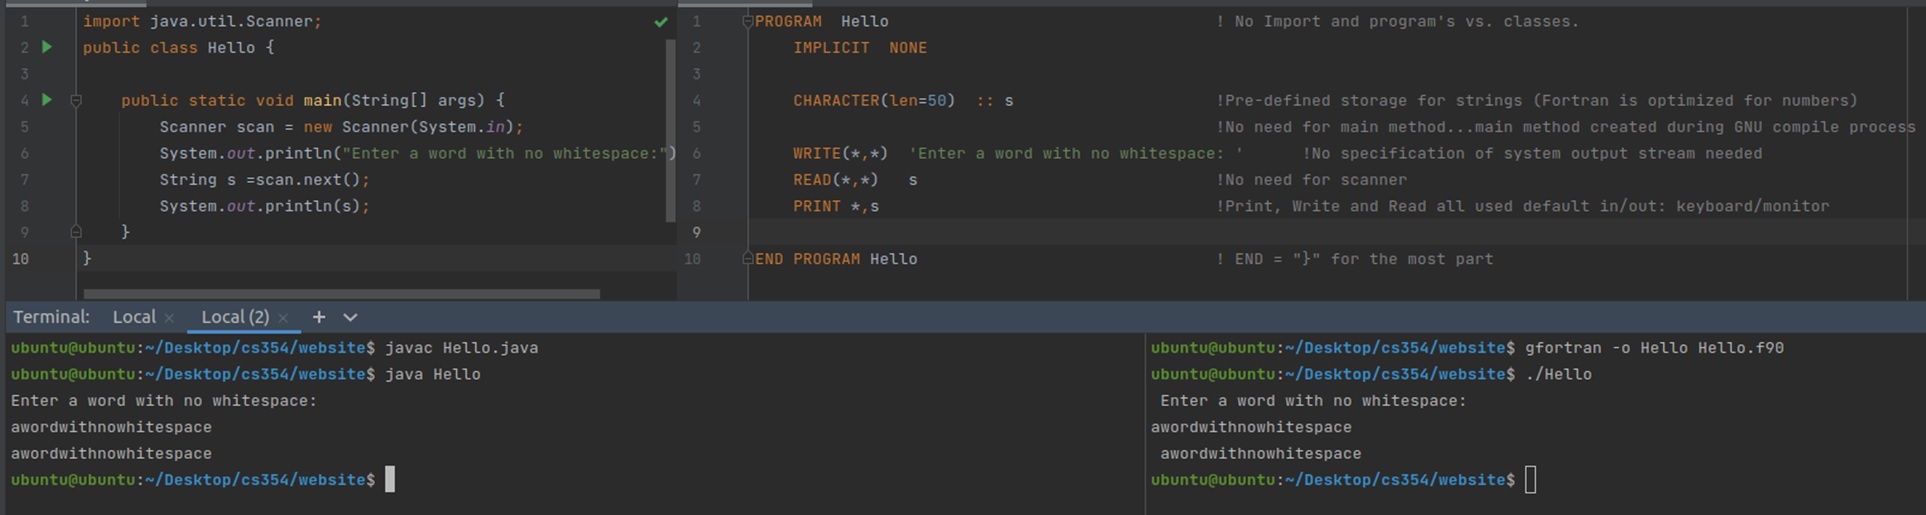 1 import java.util.Scanner;
2 public class Hello {
3
4 public static void main(String[] args) {
5 Scanner scan = new Scanner(System.in);
6 System.out.println("Enter a word with no whitespace:")
7 String s =scan.next();
8 System.out.println(s);
9 }
10 }
1 PROGRAM Hello ! No Import and program's vs. classes.
2 IMPLICIT NONE
3
4 CHARACTER(len=50) :: s !Pre-defined storage for strings (Fortran is optimized for numbers)
5 !No need for main method...main method created during GNU compile process
6 WRITE(*,*) 'Enter a word with no whitespace: ' !No specification of system output stream needed
7 READ(*,*) s !No need for scanner
8 PRINT *,s !Print, Write and Read all used default in/out: keyboard/monitor
9
10 END PROGRAM Hello ! END = "}" for the most part
Terminal: Local × Local (2) × +
ubuntu@ubuntu:~/Desktop/cs354/website$ javac Hello.java
ubuntu@ubuntu:~/Desktop/cs354/website$ java Hello
Enter a word with no whitespace:
awordwithnowhitespace
awordwithnowhitespace
ubuntu@ubuntu:~/Desktop/cs354/website$
ubuntu@ubuntu:~/Desktop/cs354/website$ gfortran -o Hello Hello.f90
ubuntu@ubuntu:~/Desktop/cs354/website$ ./Hello
Enter a word with no whitespace:
awordwithnowhitespace
awordwithnowhitespace
ubuntu@ubuntu:~/Desktop/cs354/website$